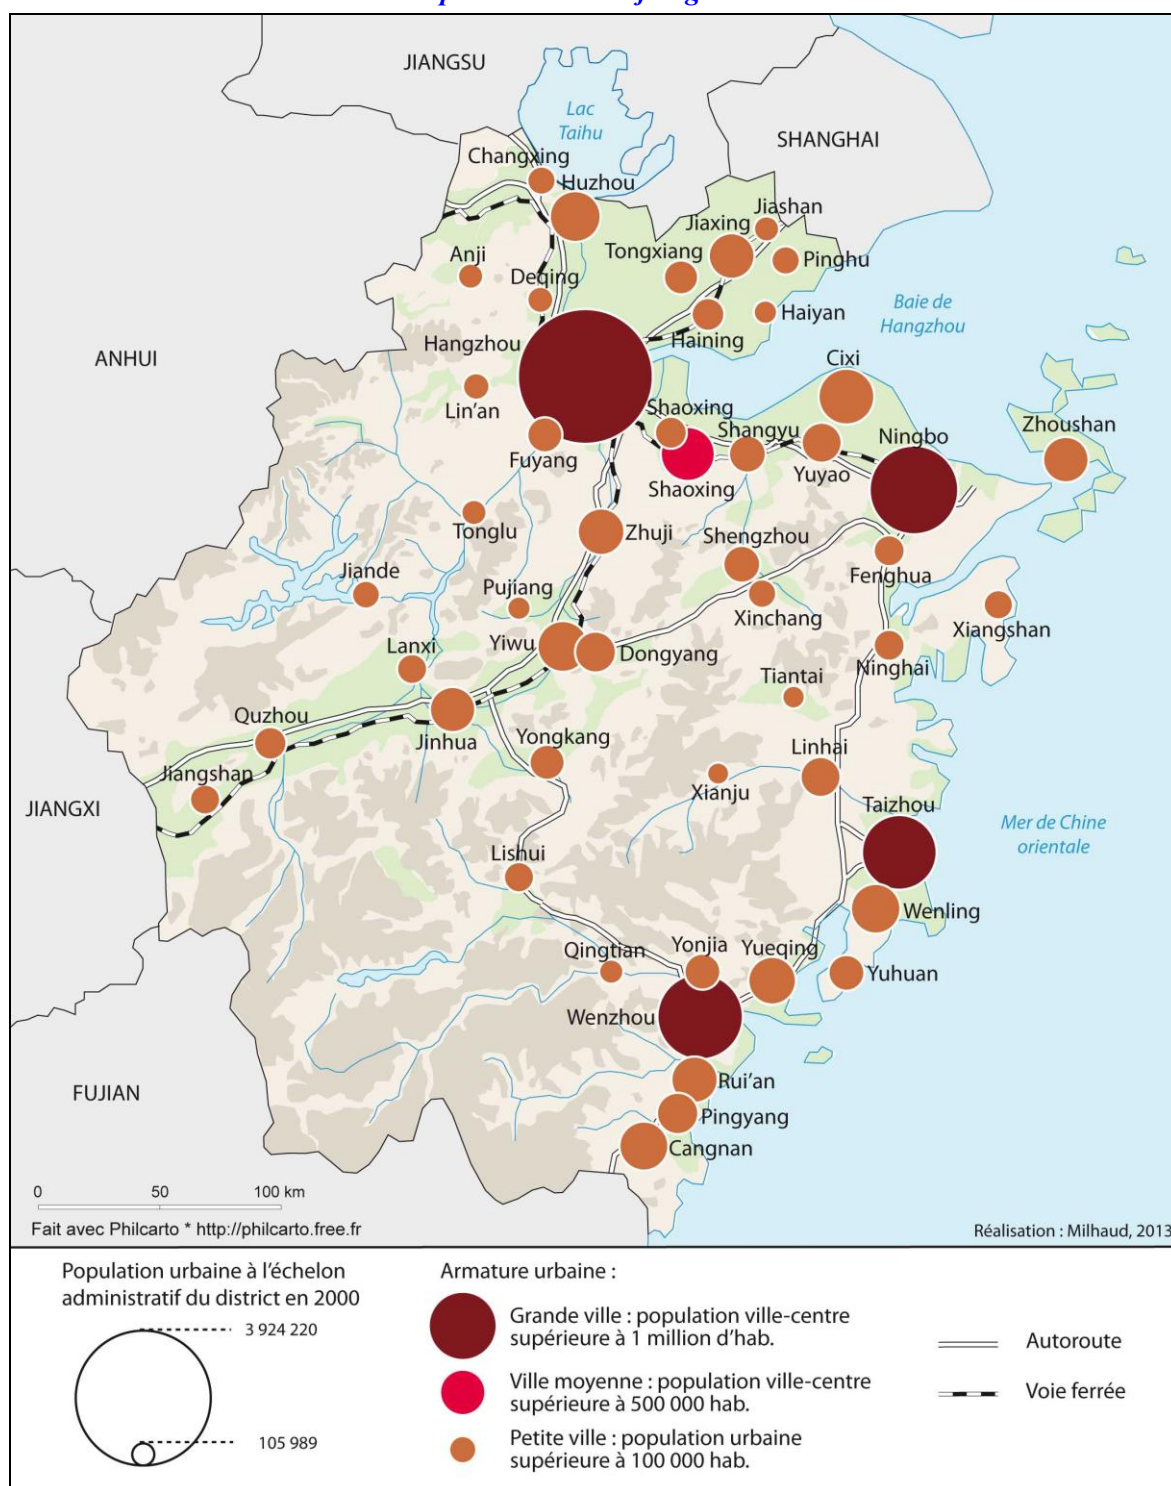 JIANGSU
Lac
Taihu
SHANGHAI
Changxing
Huzhou
Jiashan
Jiaxing
Tongxiang
Pinghu
Anji
Deqing
Haiyan
Baie de
Hangzhou
Haining
Hangzhou
ANHUI
Cixi
Lin'an
Shaoxing
Shangyu
Ningbo
Zhoushan
Fuyang
Yuyao
Shaoxing
Tonglu
Zhuji
Shengzhou
Fenghua
Jiande
Pujiang
Xinchang
Xiangshan
Yiwu
Dongyang
Lanxi
Ninghai
Tiantai
Quzhou
Jinhua
Yongkang
Linhai
Jiangshan
Xianju
Taizhou
JIANGXI
Mer de Chine
orientale
Lishui
Wenling
Qingtian
Yonjia
Yueqing
Yuhuan
Wenzhou
Rui'an
FUJIAN
Pingyang
Cangnan
0 50 100 km
Fait avec Philcarto * http://philcarto.free.fr
Réalisation : Milhaud, 2013
Population urbaine à l'échelon
administratif du district en 2000
3 924 220
105 989
Armature urbaine :
Grande ville : population ville-centre
supérieure à 1 million d'hab.
Ville moyenne : population ville-centre
supérieure à 500 000 hab.
Petite ville : population urbaine
supérieure à 100 000 hab.
Autoroute
Voie ferrée